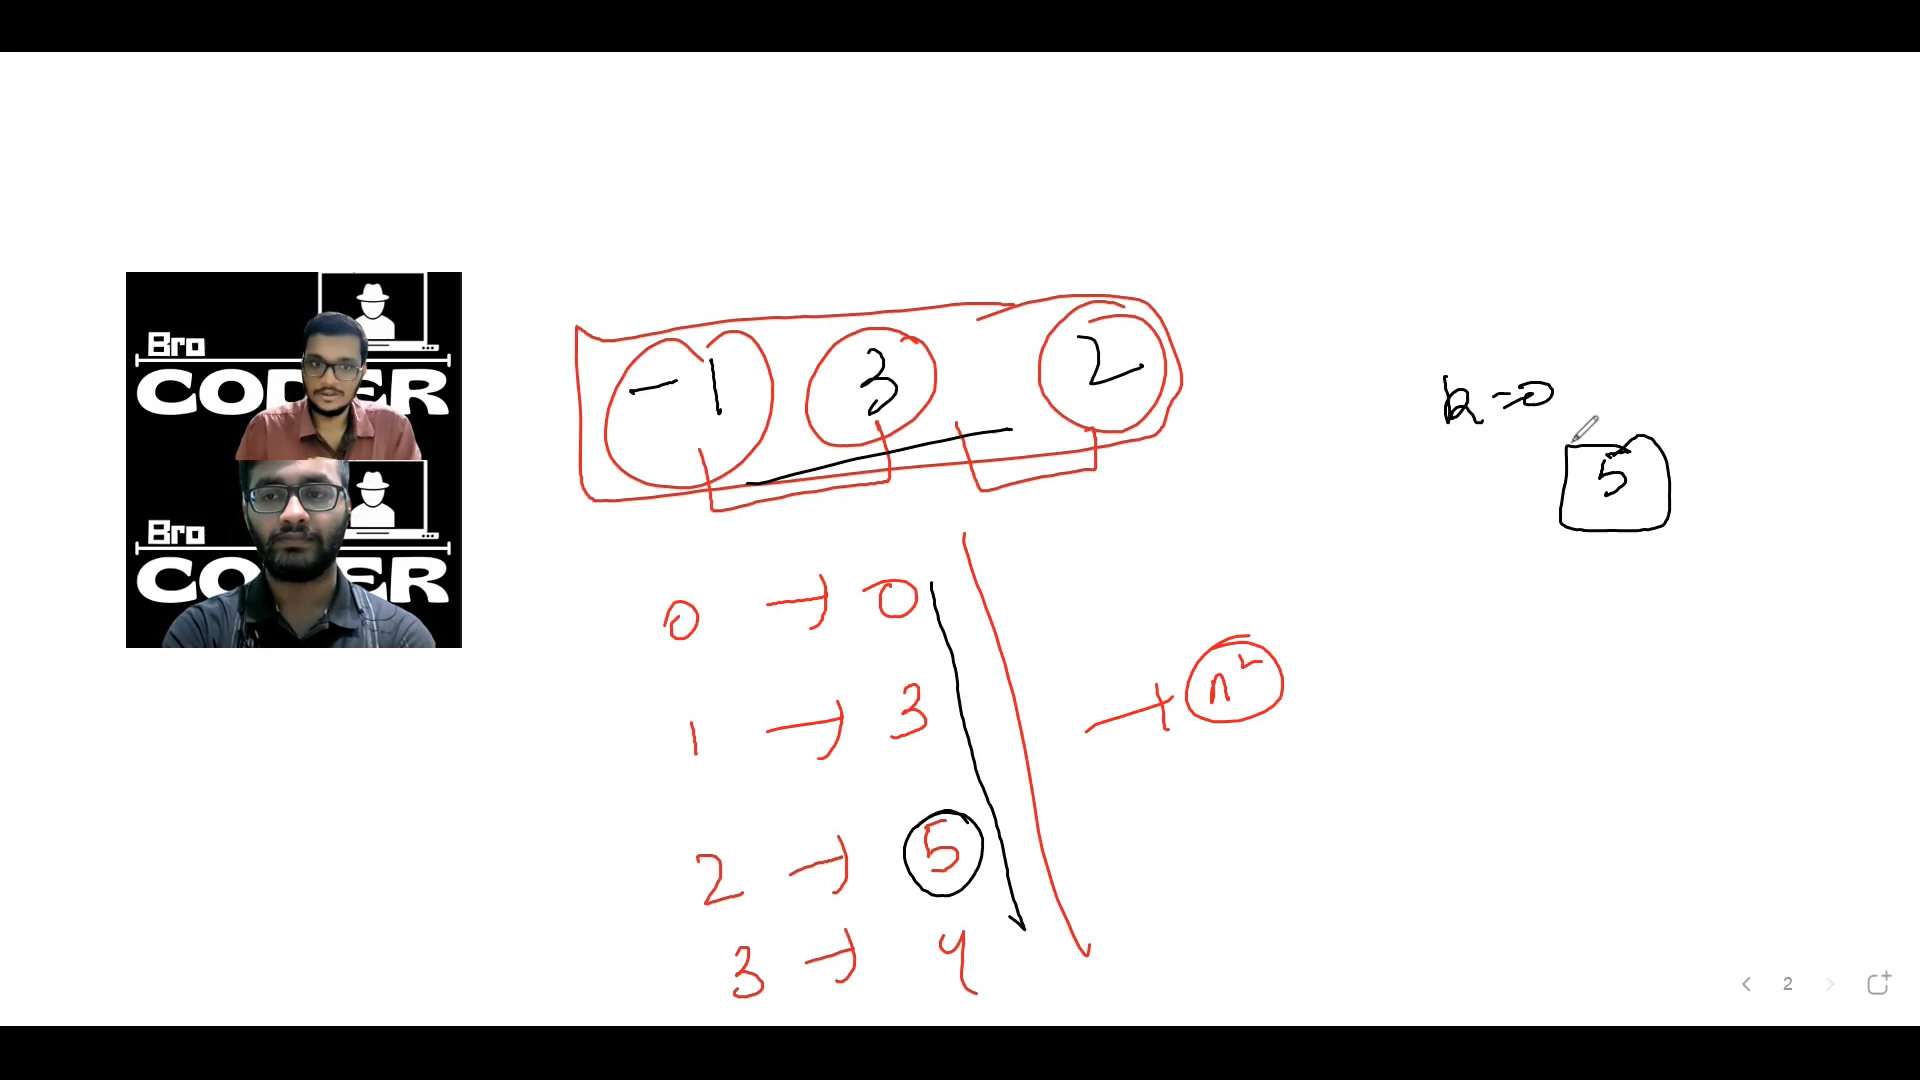 Bro
CODER
Bro
CODER
-1 3 2
k=0
5
0 → 0
1 → 3
→ n²
2 → 5
3 → 4
2